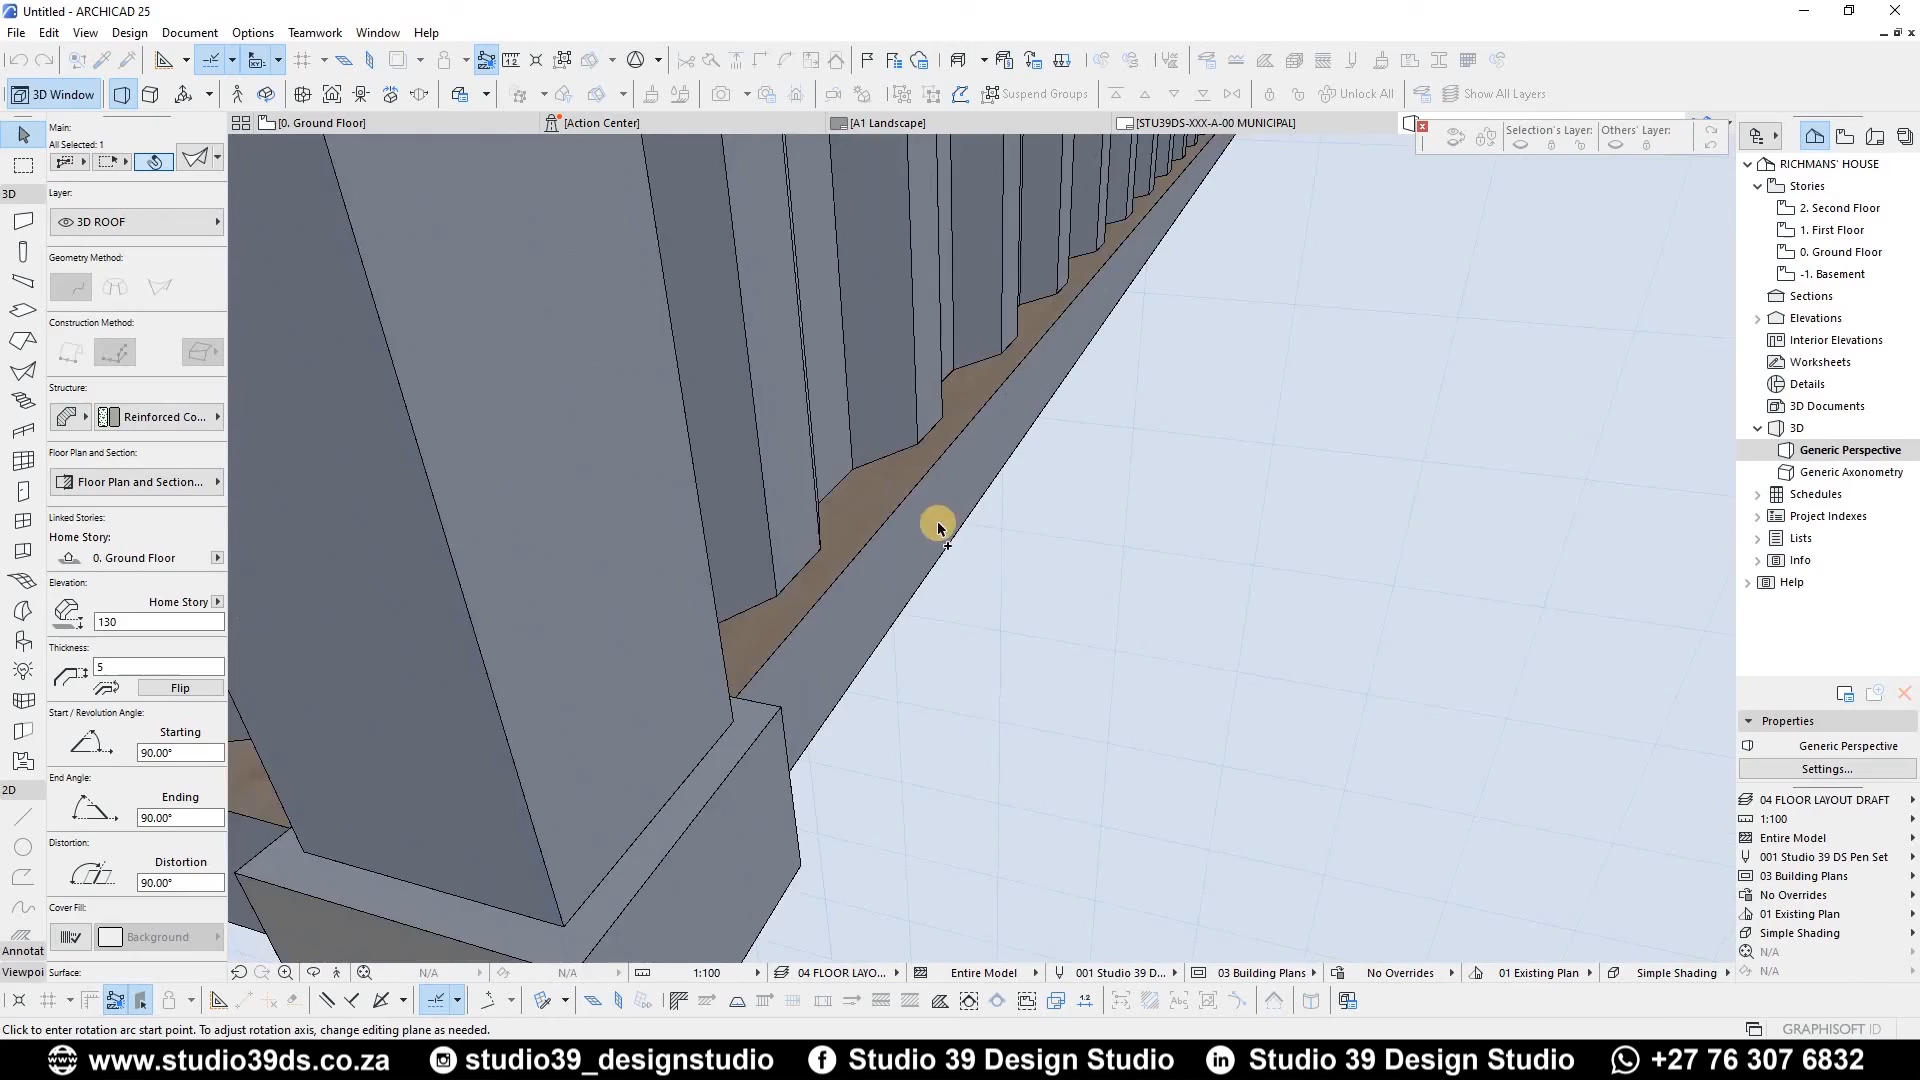 Untitled - ARCHICAD 25
File Edit View Design Document Options Teamwork Window Help
Suspend Groups
Unlock All
Show All Layers
3D Window
Main:
All Selected: 1
[0. Ground Floor]
[Action Center]
[A1 Landscape]
[STU39DS-XXX-A-00 MUNICIPAL]
Selection's Layer: Others' Layer:
3D
Layer:
3D ROOF
Geometry Method:
Construction Method:
Structure:
Reinforced Co...
Floor Plan and Section:
Floor Plan and Section...
Linked Stories:
Home Story:
0. Ground Floor
Elevation:
Home Story
130
Thickness:
5
Flip
Start / Revolution Angle:
Starting
90.00°
End Angle:
Ending
90.00°
Distortion:
Distortion
90.00°
Cover Fill:
Background
Surface:
2D
Annotat
Viewpoi
RICHMANS' HOUSE
Stories
2. Second Floor
1. First Floor
0. Ground Floor
-1. Basement
Sections
Elevations
Interior Elevations
Worksheets
Details
3D Documents
3D
Generic Perspective
Generic Axonometry
Schedules
Project Indexes
Lists
Info
Help
Properties
Generic Perspective
Settings...
04 FLOOR LAYOUT DRAFT
1:100
Entire Model
001 Studio 39 DS Pen Set
03 Building Plans
No Overrides
01 Existing Plan
Simple Shading
N/A
N/A
N/A N/A 1:100 04 FLOOR LAYO... Entire Model 001 Studio 39 D... 03 Building Plans No Overrides 01 Existing Plan Simple Shading
1.2
Click to enter rotation arc start point. To adjust rotation axis, change editing plane as needed.
GRAPHISOFT ID
www.studio39ds.co.za studio39_designstudio Studio 39 Design Studio Studio 39 Design Studio +27 76 307 6832